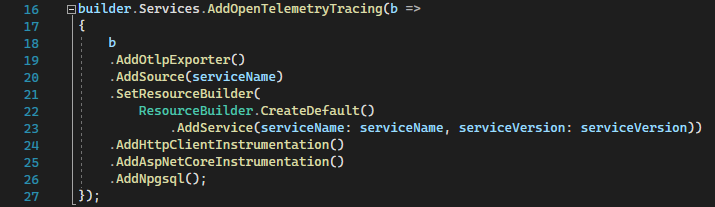 16 builder.Services.AddOpenTelemetryTracing(b =>
17 {
18 b
19 .AddOtlpExporter()
20 .AddSource(serviceName)
21 .SetResourceBuilder(
22 ResourceBuilder.CreateDefault()
23 .AddService(serviceName: serviceName, serviceVersion: serviceVersion))
24 .AddHttpClientInstrumentation()
25 .AddAspNetCoreInstrumentation()
26 .AddNpgsql();
27 });